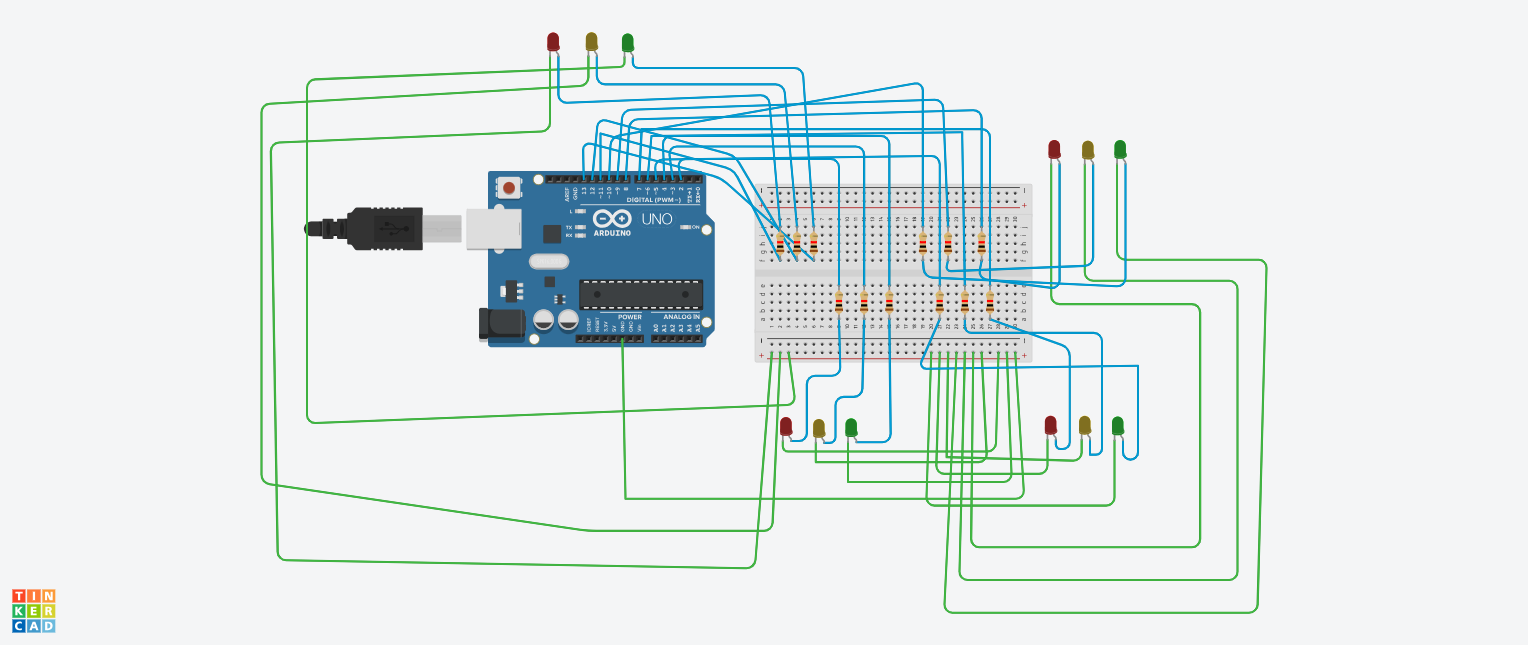 AREF
GND
13
12
~11
~10
~9
8
7
~6
~5
4
~3
2
TX→1
RX←0
DIGITAL (PWM~)
L
TX
RX
UNO
ON
ARDUINO
POWER
ANALOG IN
IOREF
RESET
3.3V
5V
GND
GND
Vin
A0
A1
A2
A3
A4
A5
TIN
KER
CAD